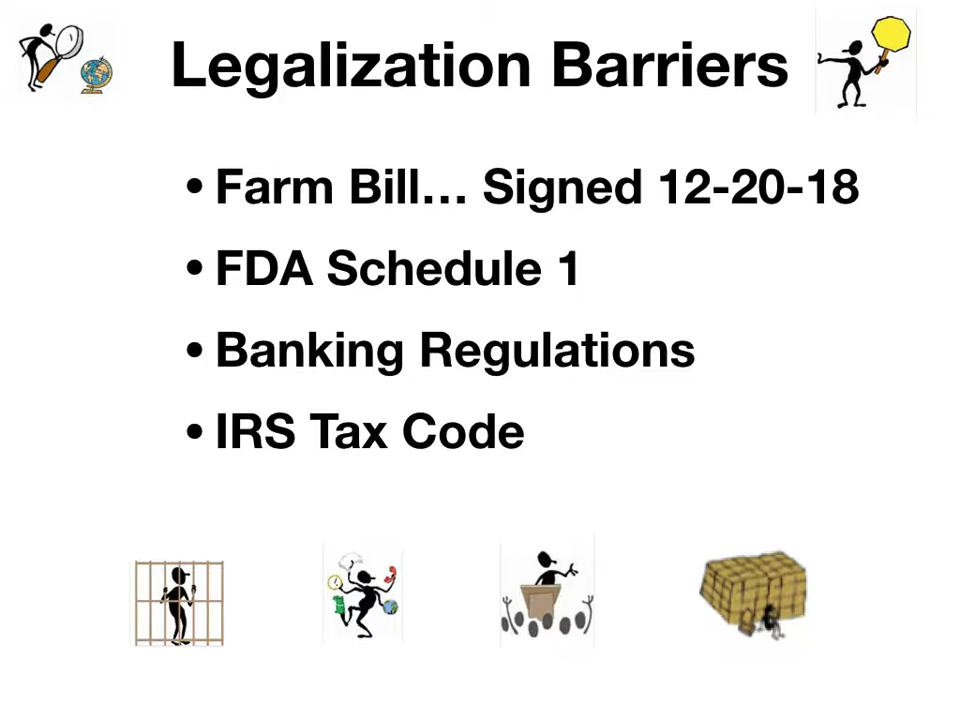 Legalization Barriers
• Farm Bill… Signed 12-20-18
• FDA Schedule 1
• Banking Regulations
• IRS Tax Code